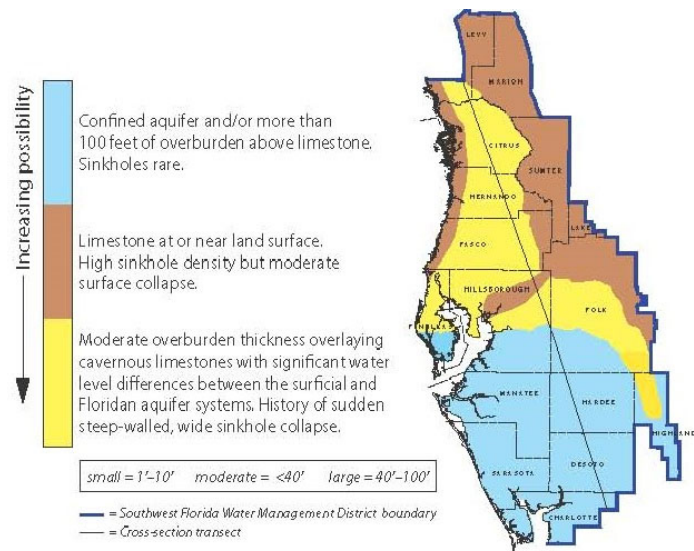 Increasing possibility
Confined aquifer and/or more than
100 feet of overburden above limestone.
Sinkholes rare.
Limestone at or near land surface.
High sinkhole density but moderate
surface collapse.
Moderate overburden thickness overlaying
cavernous limestones with significant water
level differences between the surficial and
Floridan aquifer systems. History of sudden
steep-walled, wide sinkhole collapse.
small = 1'–10' moderate = <40' large = 40'–100'
= Southwest Florida Water Management District boundary
= Cross-section transect
LEVY
MARION
CITRUS
SUMTER
HERNANDO
LAKE
PASCO
HILLSBOROUGH
POLK
PINELLAS
MANATEE
HARDEE
HIGHLAND
SARASOTA
DESOTO
CHARLOTTE